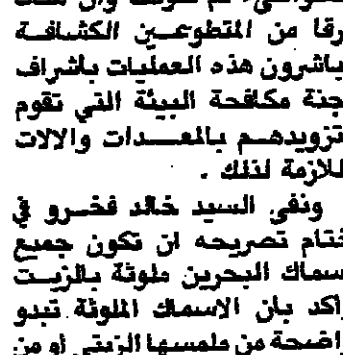 رقا من المتطوعين الكشافة
باشرون هذه العمليات باشراف
جنة مكافحة البيئة التي تقوم
تزويدهم بالمعدات والالات
للازمة لذلك .
ونفى السيد خالد فخرو في
ختام تصريحه ان تكون جميع
سماك البحرين ملوثة بالزيت
اكد بان الاسماك الملوثة تبدو
اضحة من ملمسها الزيتي أو من